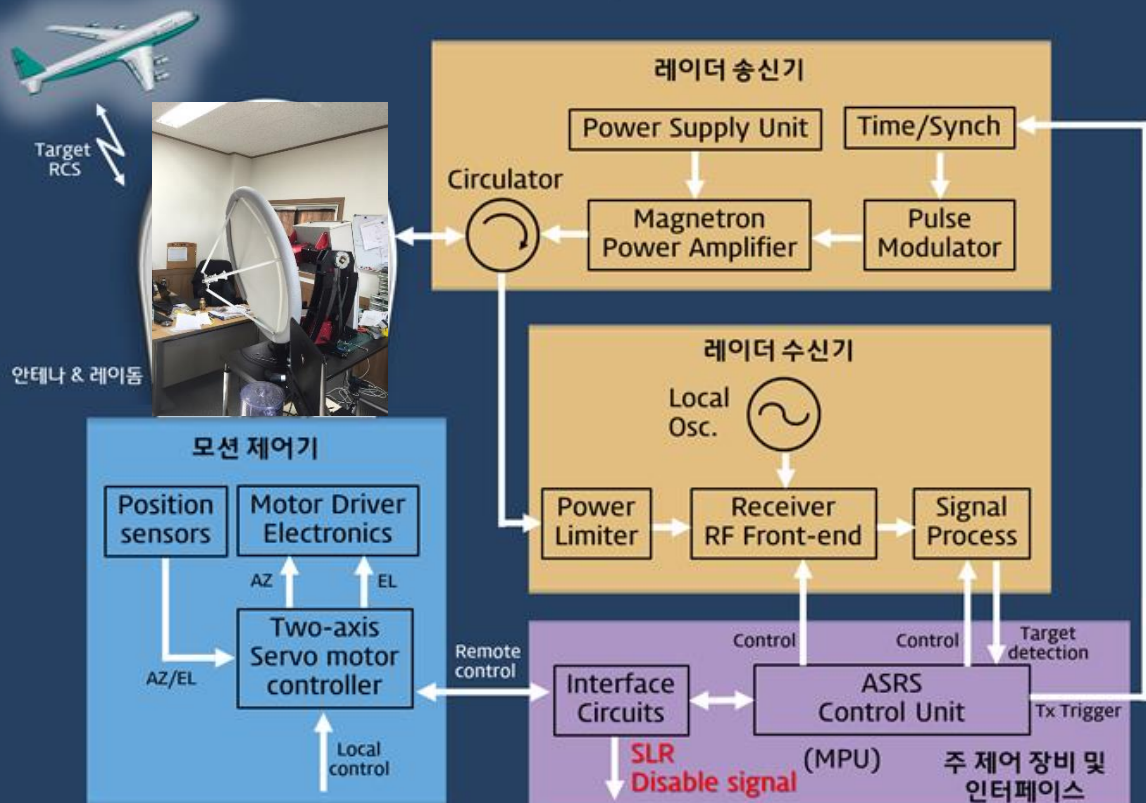 Target
RCS
안테나 & 레이돔
레이더 송신기
Power Supply Unit
Time/Synch
Circulator
Magnetron
Power Amplifier
Pulse
Modulator
레이더 수신기
Local
Osc.
Power
Limiter
Receiver
RF Front-end
Signal
Process
모션 제어기
Position
sensors
Motor Driver
Electronics
AZ
EL
Two-axis
Servo motor
controller
AZ/EL
Local
control
Remote
control
Control
Control
Target
detection
Interface
Circuits
ASRS
Control Unit
Tx Trigger
SLR
Disable signal
(MPU)
주 제어 장비 및
인터페이스